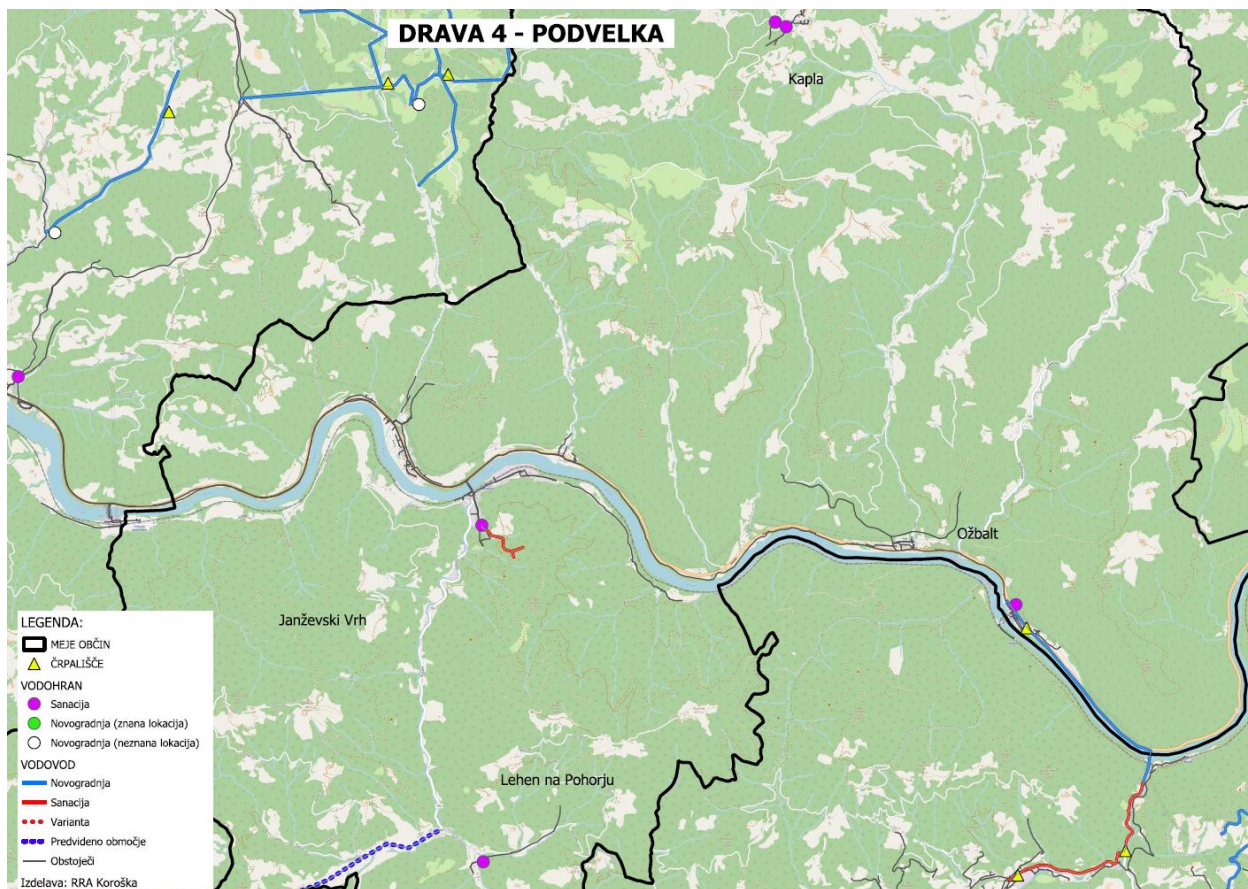 DRAVA 4 - PODVELKA
Kapla
Ožbalt
Janževski Vrh
Lehen na Pohorju
LEGENDA:
MEJE OBČIN
ČRPALIŠČE
VODOHRAN
Sanacija
Novogradnja (znana lokacija)
Novogradnja (neznana lokacija)
VODOVOD
Novogradnja
Sanacija
Varianta
Predvideno območje
Obstoječi
Izdelava: RRA Koroška